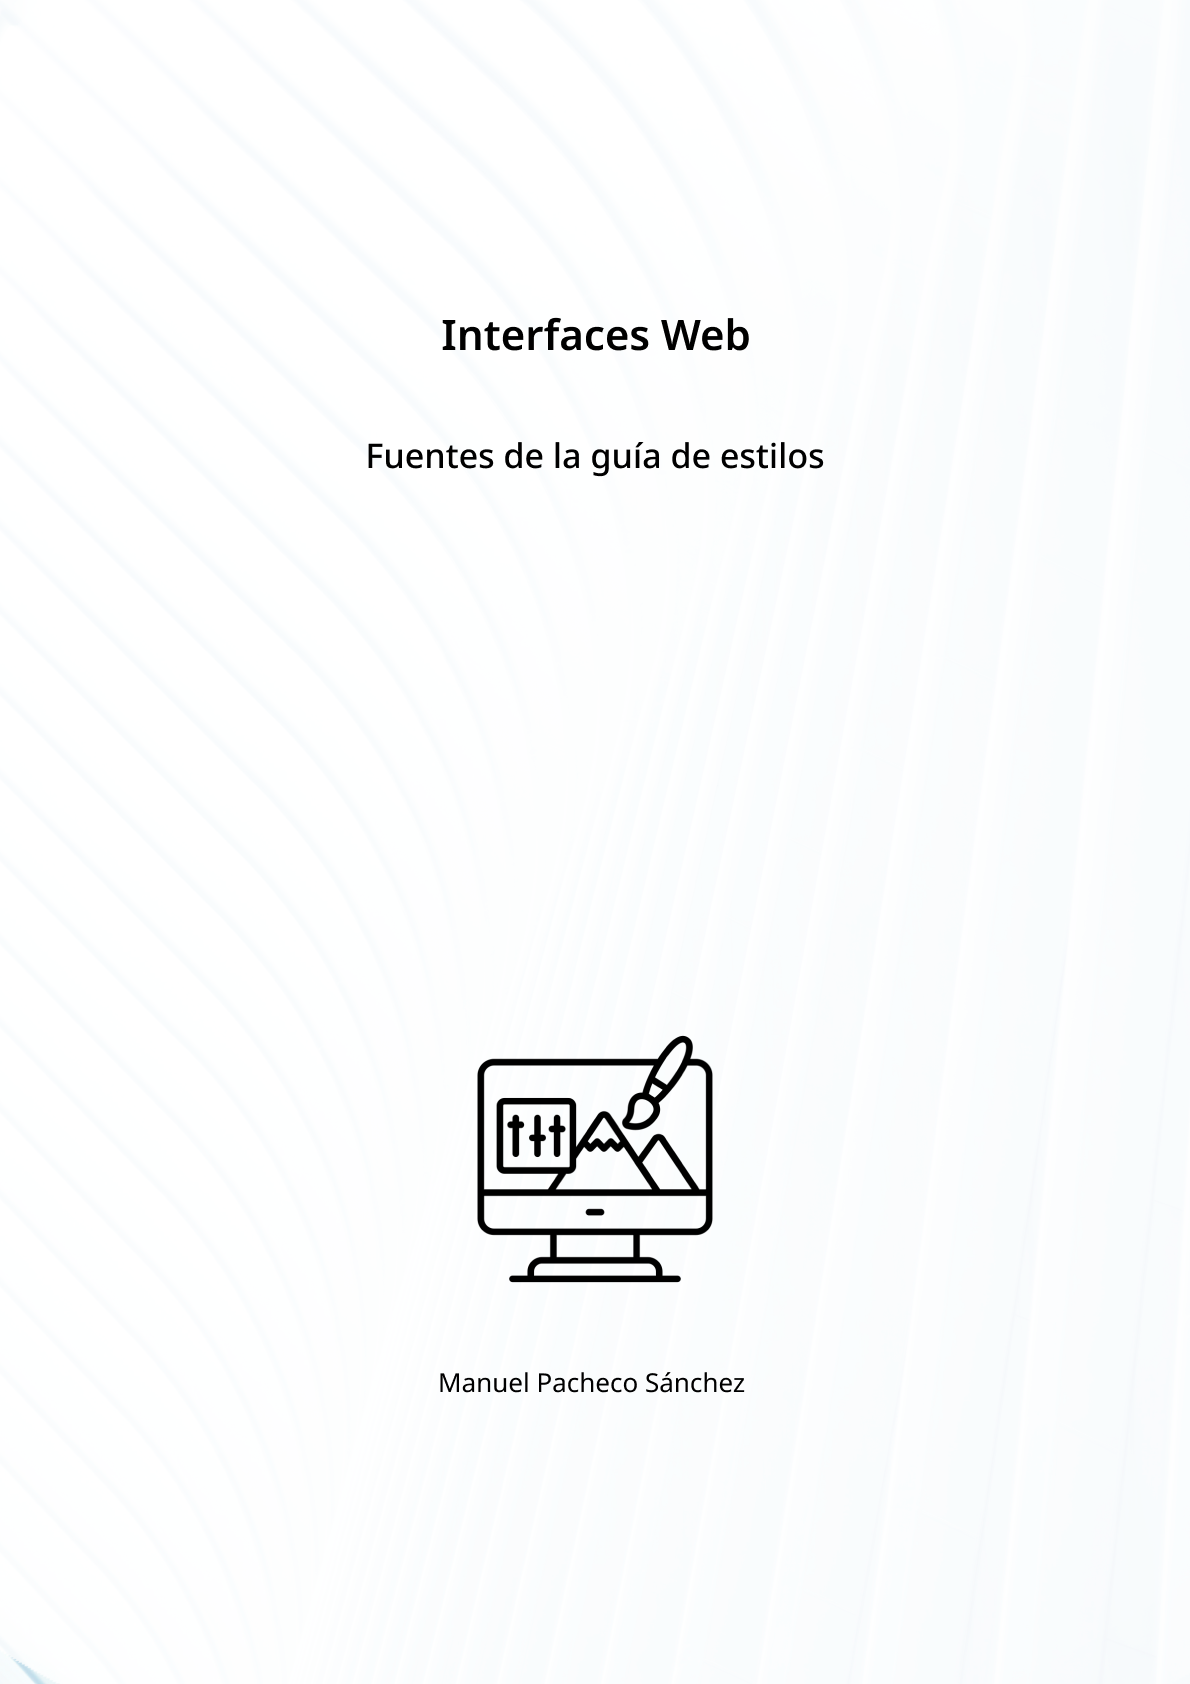 Interfaces Web
Fuentes de la guía de estilos
Manuel Pacheco Sánchez